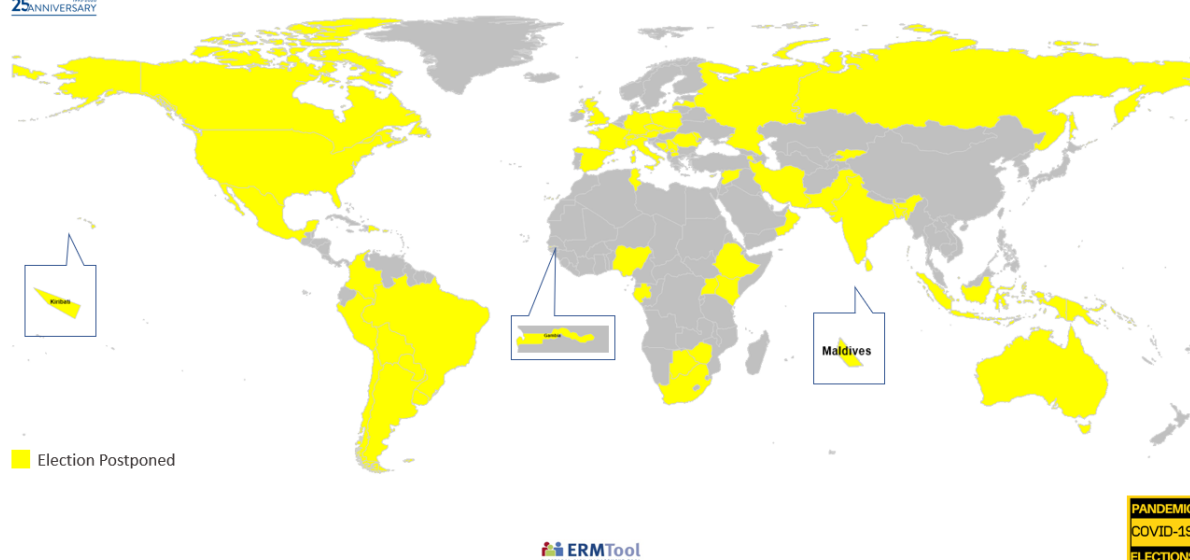 25 ANNIVERSARY
Kiribati
Gambia
Maldives
Election Postponed
ERMTool
PANDEMIC
COVID-19
ELECTIONS